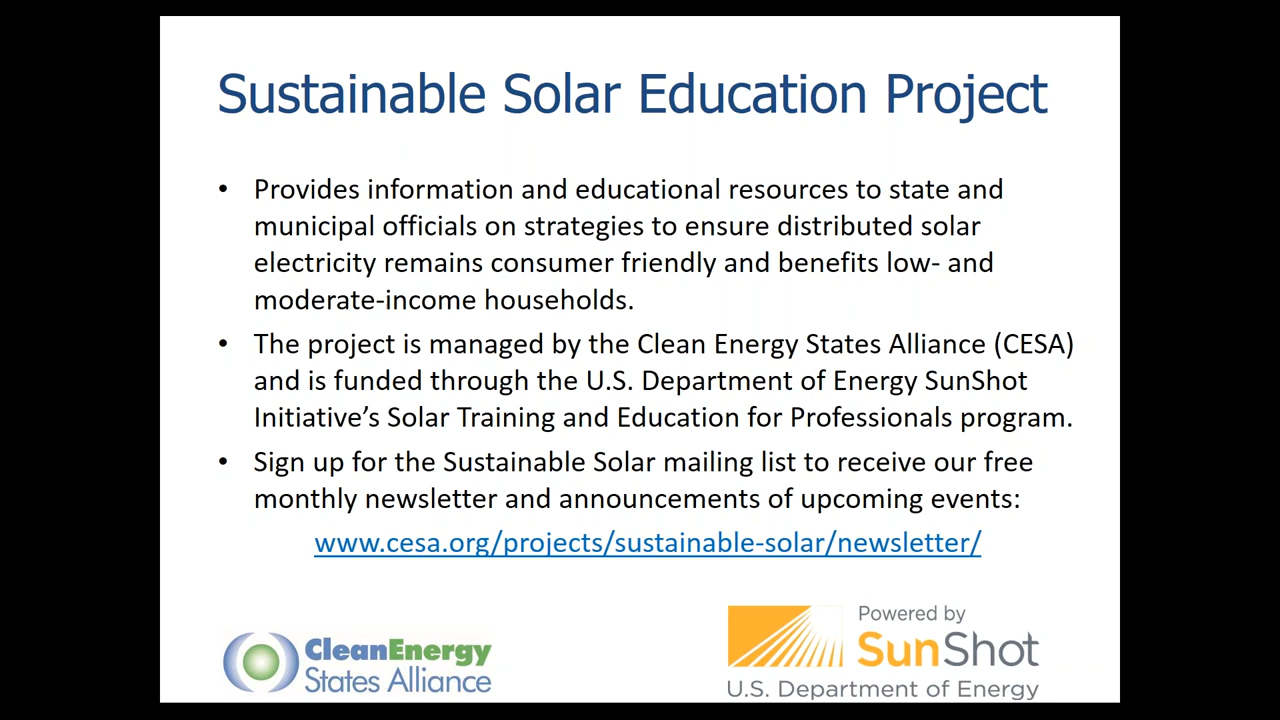 Sustainable Solar Education Project
• Provides information and educational resources to state and
municipal officials on strategies to ensure distributed solar
electricity remains consumer friendly and benefits low- and
moderate-income households.
• The project is managed by the Clean Energy States Alliance (CESA)
and is funded through the U.S. Department of Energy SunShot
Initiative’s Solar Training and Education for Professionals program.
• Sign up for the Sustainable Solar mailing list to receive our free
monthly newsletter and announcements of upcoming events:
www.cesa.org/projects/sustainable-solar/newsletter/
CleanEnergy
States Alliance
Powered by
SunShot
U.S. Department of Energy